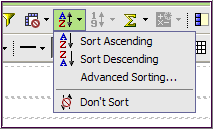 Sort Ascending
Sort Descending
Advanced Sorting...
Don't Sort